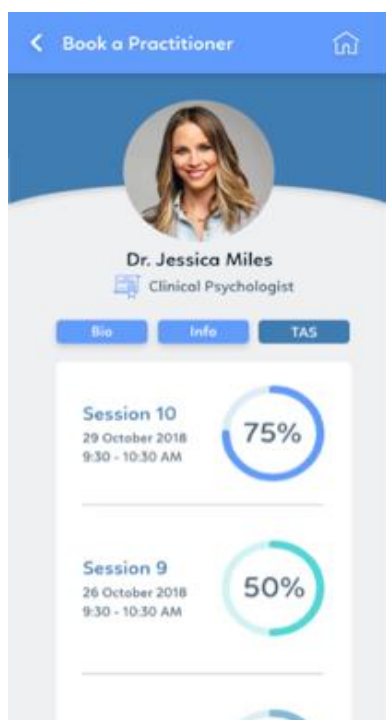 Book a Practitioner
Dr. Jessica Miles
Clinical Psychologist
Bio Info TAS
Session 10
29 October 2018
9:30 - 10:30 AM
75%
Session 9
26 October 2018
9:30 - 10:30 AM
50%